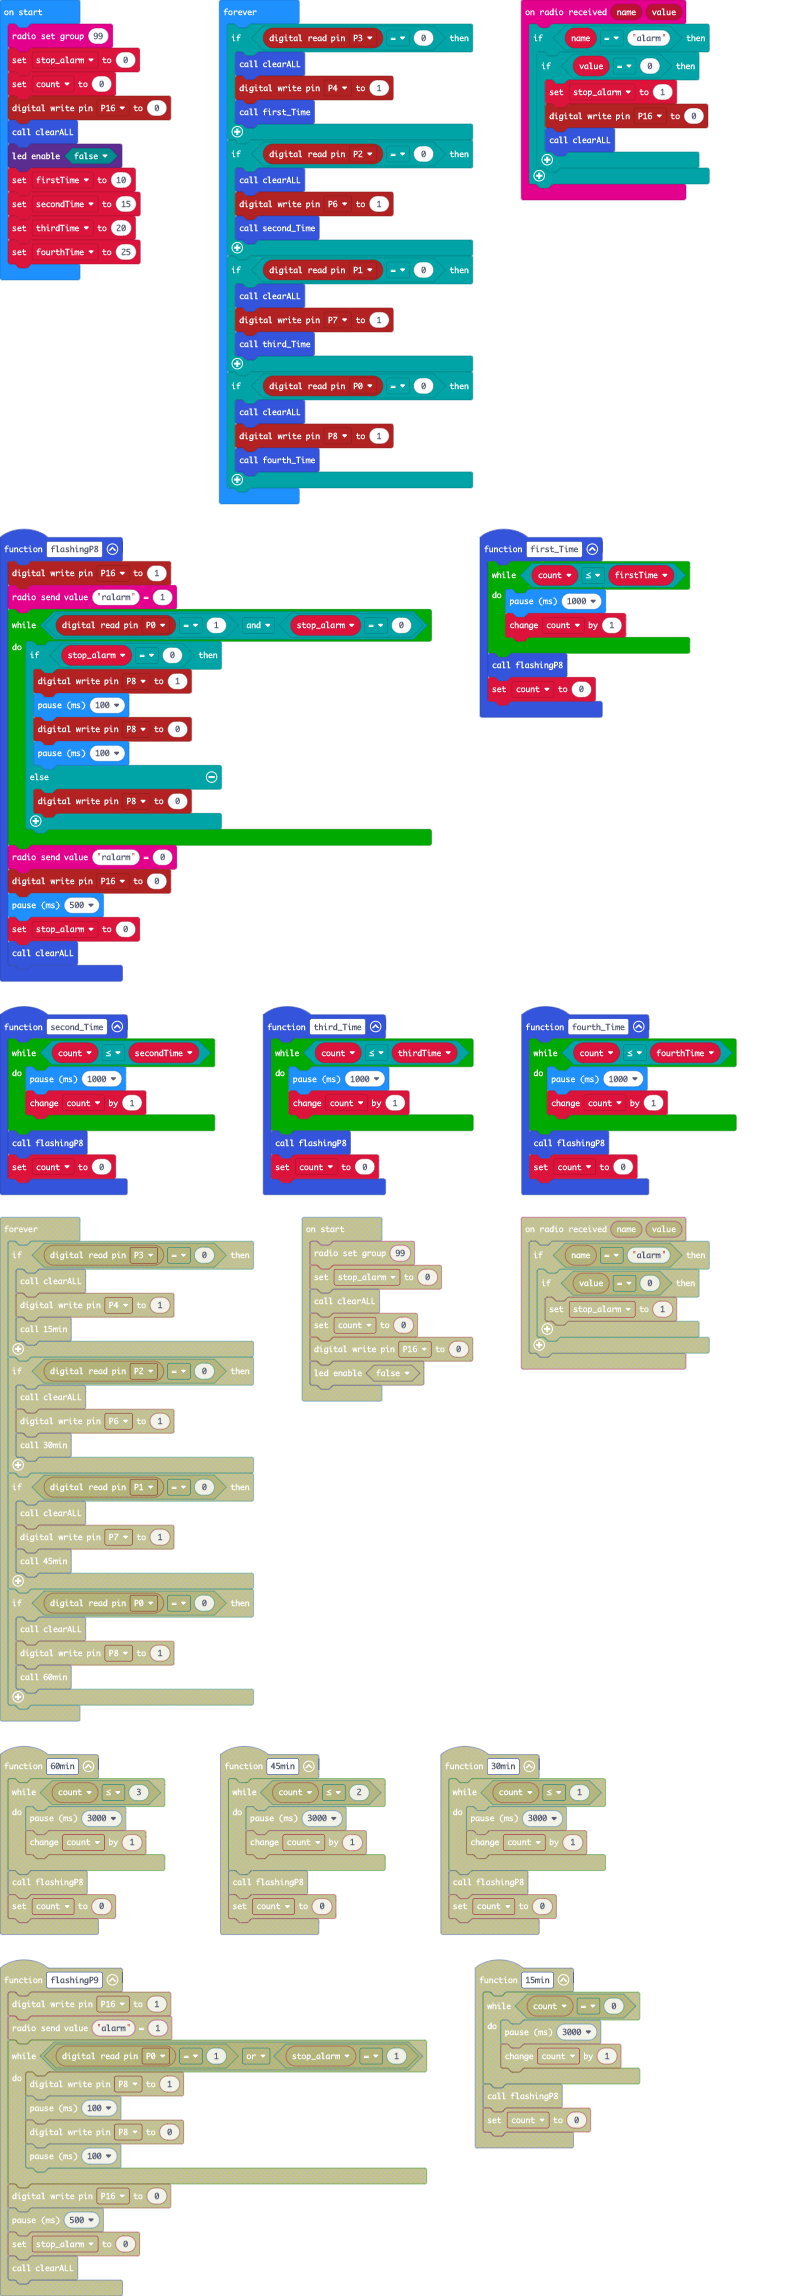 on start
radio set group 99
set stop_alarm to 0
set count to 0
digital write pin P16 to 0
call clearALL
led enable false
set firstTime to 10
set secondTime to 15
set thirdTime to 20
set fourthTime to 25
forever
if digital read pin P3 = 0 then
call clearALL
digital write pin P4 to 1
call first_Time
if digital read pin P2 = 0 then
call clearALL
digital write pin P6 to 1
call second_Time
if digital read pin P1 = 0 then
call clearALL
digital write pin P7 to 1
call third_Time
if digital read pin P0 = 0 then
call clearALL
digital write pin P8 to 1
call fourth_Time
on radio received name value
if name = "alarm" then
if value = 0 then
set stop_alarm to 1
digital write pin P16 to 0
call clearALL
function flashingP8
digital write pin P16 to 1
radio send value "ralarm" = 1
while digital read pin P0 = 1 and stop_alarm = 0
do if stop_alarm = 0 then
digital write pin P8 to 1
pause (ms) 100
digital write pin P8 to 0
pause (ms) 100
else
digital write pin P8 to 0
radio send value "ralarm" = 0
digital write pin P16 to 0
pause (ms) 500
set stop_alarm to 0
call clearALL
function first_Time
while count ≤ firstTime
do pause (ms) 1000
change count by 1
call flashingP8
set count to 0
function second_Time
while count ≤ secondTime
do pause (ms) 1000
change count by 1
call flashingP8
set count to 0
function third_Time
while count ≤ thirdTime
do pause (ms) 1000
change count by 1
call flashingP8
set count to 0
function fourth_Time
while count ≤ fourthTime
do pause (ms) 1000
change count by 1
call flashingP8
set count to 0
forever
if digital read pin P3 = 0 then
call clearALL
digital write pin P4 to 1
call 15min
if digital read pin P2 = 0 then
call clearALL
digital write pin P6 to 1
call 30min
if digital read pin P1 = 0 then
call clearALL
digital write pin P7 to 1
call 45min
if digital read pin P0 = 0 then
call clearALL
digital write pin P8 to 1
call 60min
on start
radio set group 99
set stop_alarm to 0
call clearALL
set count to 0
digital write pin P16 to 0
led enable false
on radio received name value
if name = "alarm" then
if value = 0 then
set stop_alarm to 1
function 60min
while count ≤ 3
do pause (ms) 3000
change count by 1
call flashingP8
set count to 0
function 45min
while count ≤ 2
do pause (ms) 3000
change count by 1
call flashingP8
set count to 0
function 30min
while count ≤ 1
do pause (ms) 3000
change count by 1
call flashingP8
set count to 0
function flashingP9
digital write pin P16 to 1
radio send value "alarm" = 1
while digital read pin P0 = 1 or stop_alarm = 1
do digital write pin P8 to 1
pause (ms) 100
digital write pin P8 to 0
pause (ms) 100
digital write pin P16 to 0
pause (ms) 500
set stop_alarm to 0
call clearALL
function 15min
while count = 0
do pause (ms) 3000
change count by 1
call flashingP8
set count to 0